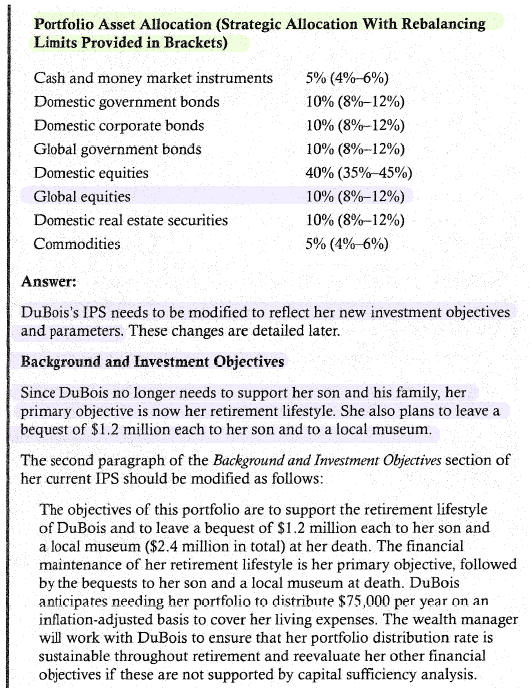 Portfolio Asset Allocation (Strategic Allocation With Rebalancing
Limits Provided in Brackets)
Cash and money market instruments 5% (4%–6%)
Domestic government bonds 10% (8%–12%)
Domestic corporate bonds 10% (8%–12%)
Global government bonds 10% (8%–12%)
Domestic equities 40% (35%–45%)
Global equities 10% (8%–12%)
Domestic real estate securities 10% (8%–12%)
Commodities 5% (4%–6%)
Answer:
DuBois's IPS needs to be modified to reflect her new investment objectives
and parameters. These changes are detailed later.
Background and Investment Objectives
Since DuBois no longer needs to support her son and his family, her
primary objective is now her retirement lifestyle. She also plans to leave a
bequest of $1.2 million each to her son and to a local museum.
The second paragraph of the Background and Investment Objectives section of
her current IPS should be modified as follows:
The objectives of this portfolio are to support the retirement lifestyle
of DuBois and to leave a bequest of $1.2 million each to her son and
a local museum ($2.4 million in total) at her death. The financial
maintenance of her retirement lifestyle is her primary objective, followed
by the bequests to her son and a local museum at death. DuBois
anticipates needing her portfolio to distribute $75,000 per year on an
inflation-adjusted basis to cover her living expenses. The wealth manager
will work with DuBois to ensure that her portfolio distribution rate is
sustainable throughout retirement and reevaluate her other financial
objectives if these are not supported by capital sufficiency analysis.